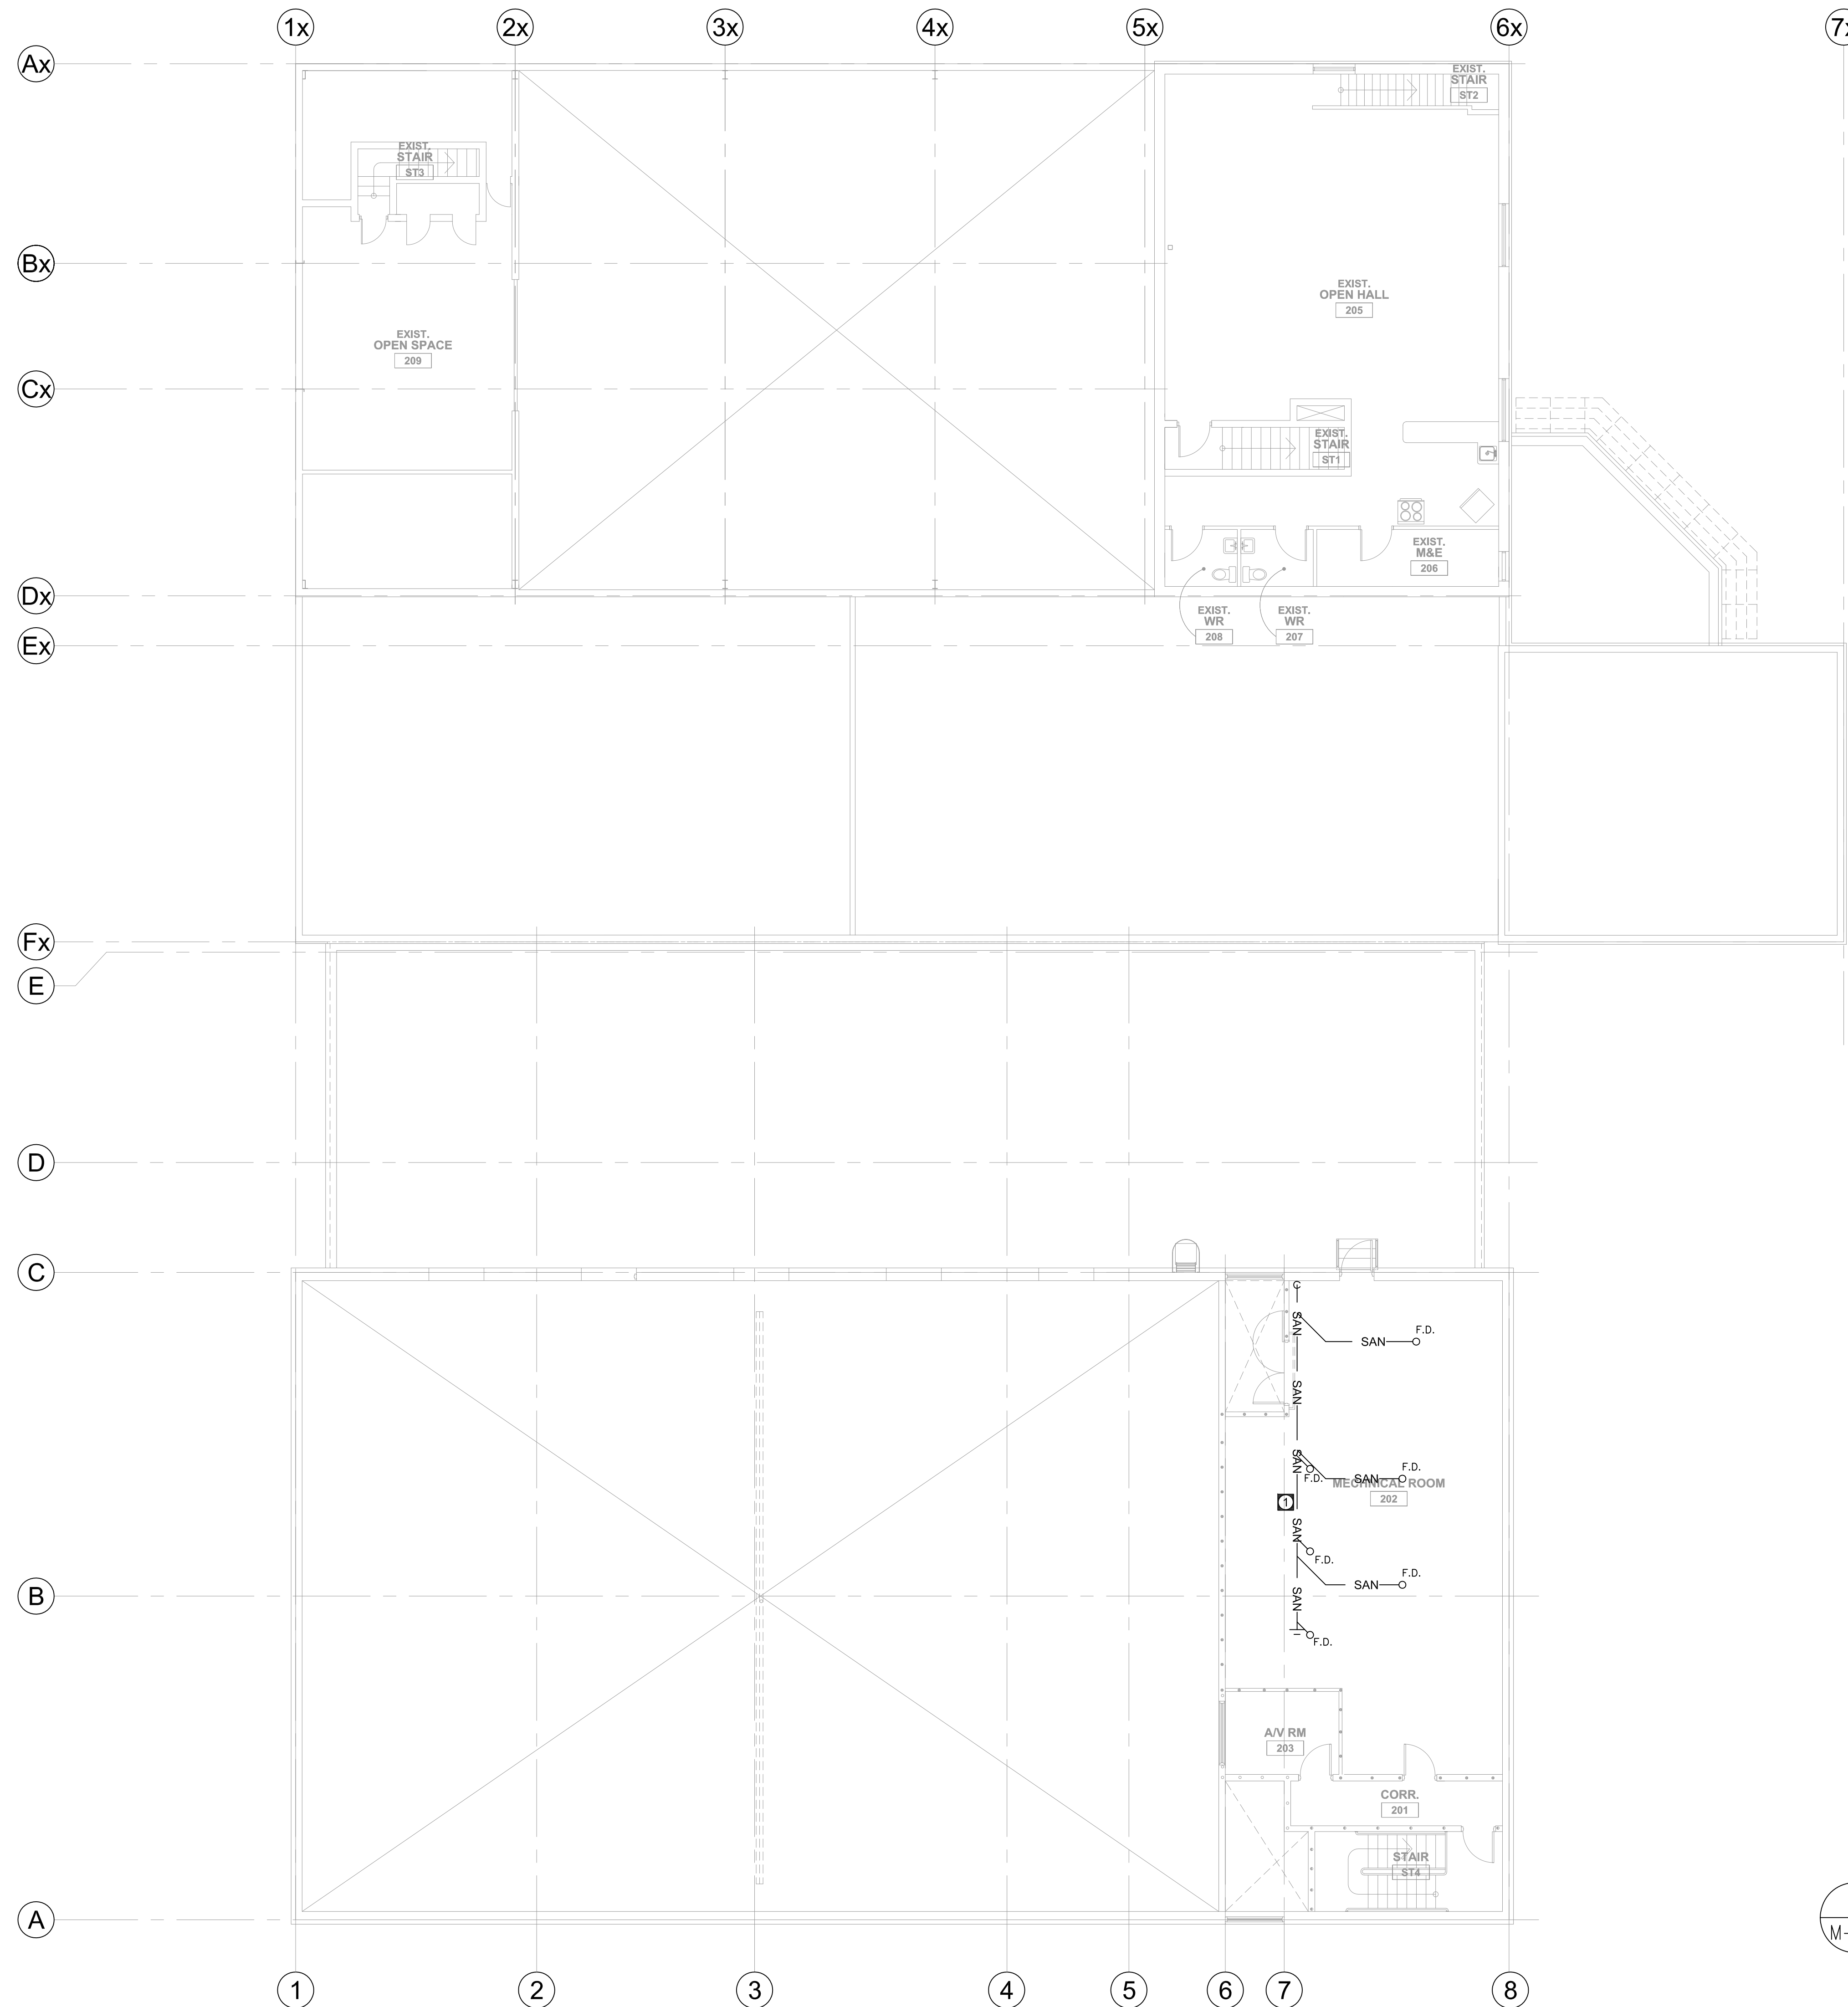 1x
2x
3x
4x
5x
6x
Ax
EXIST.
STAIR
ST2
EXIST.
STAIR
ST3
Bx
EXIST.
OPEN HALL
205
EXIST.
OPEN SPACE
209
Cx
EXIST.
STAIR
ST1
EXIST.
M&E
206
Dx
EXIST.
WR
208
EXIST.
WR
207
Ex
Fx
E
D
C
SAN
SAN
F.D.
SAN
SAN
F.D.
SAN
F.D.
MECHNICAL ROOM
202
1
SAN
F.D.
SAN
F.D.
B
SAN
F.D.
A/V RM
203
CORR.
201
STAIR
ST4
A
M-
1
2
3
4
5
6
7
8